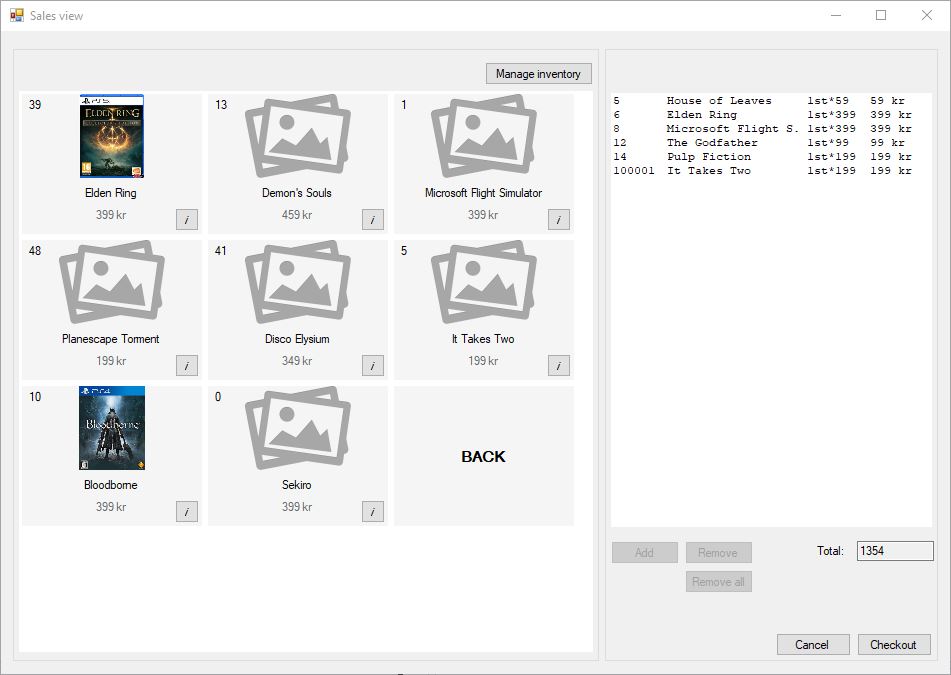 Sales view
Manage inventory
39
PS5
ELDEN RING
Elden Ring
399 kr
i
13
Demon's Souls
459 kr
i
1
Microsoft Flight Simulator
399 kr
i
48
Planescape Torment
199 kr
i
41
Disco Elysium
349 kr
i
5
It Takes Two
199 kr
i
10
PS4
Bloodborne
Bloodborne
399 kr
i
0
Sekiro
399 kr
i
BACK
5 House of Leaves 1st*59 59 kr
6 Elden Ring 1st*399 399 kr
8 Microsoft Flight S. 1st*399 399 kr
12 The Godfather 1st*99 99 kr
14 Pulp Fiction 1st*199 199 kr
100001 It Takes Two 1st*199 199 kr
Add
Remove
Total: 1354
Remove all
Cancel
Checkout